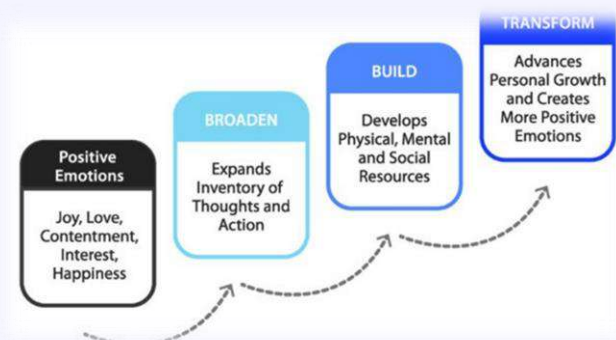 Positive
Emotions
Joy, Love,
Contentment,
Interest,
Happiness
BROADEN
Expands
Inventory of
Thoughts and
Action
BUILD
Develops
Physical, Mental
and Social
Resources
TRANSFORM
Advances
Personal Growth
and Creates
More Positive
Emotions